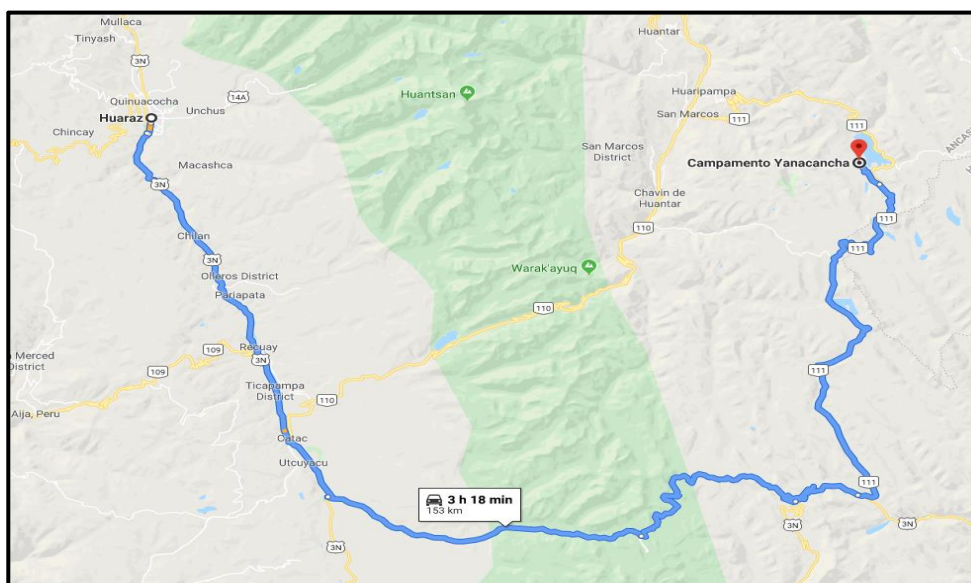 Mullaca
Tinyash
3N
Quinuacocha
Unchus
14A
Huaraz
Chincay
Macashca
3N
Chilan
3N
Olleros District
Pariapata
Recuay
109
3N
109
Merced
District
Ticapampa
District
110
Aija, Peru
Catac
Utcuyacu
3 h 18 min
153 km
3N
Huantsan
Huantar
Huaripampa
San Marcos
111
111
San Marcos
District
Campamento Yanacancha
ANCAS
Chavin de
Huantar
110
111
111
Warak'ayuq
110
111
111
3N
3N